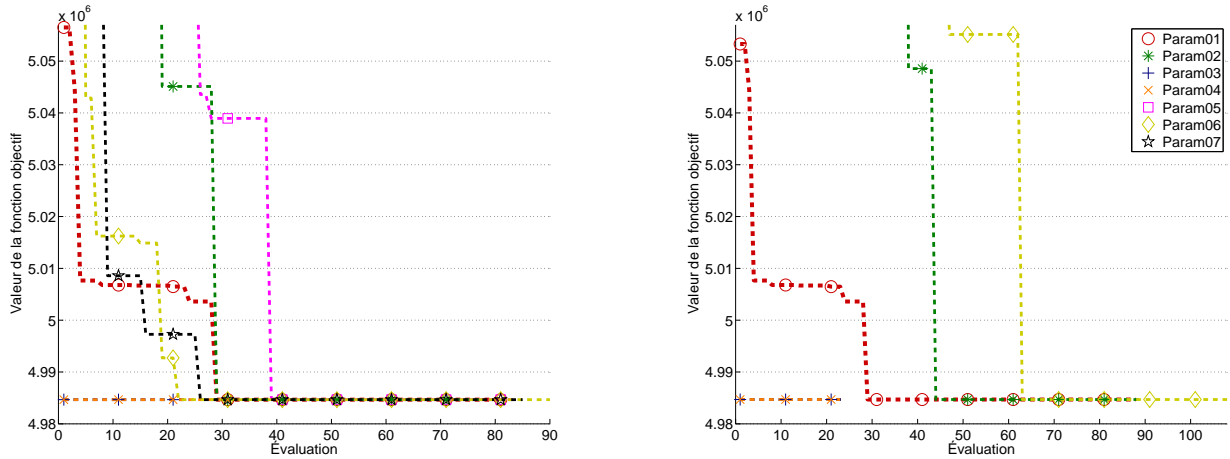 x 10^6
5.05
5.04
5.03
5.02
5.01
5
4.99
4.98
Valeur de la fonction objectif
0 10 20 30 40 50 60 70 80 90
Évaluation
x 10^6
5.05
5.04
5.03
5.02
5.01
5
4.99
4.98
Valeur de la fonction objectif
0 10 20 30 40 50 60 70 80 90 100
Évaluation
Param01
Param02
Param03
Param04
Param05
Param06
Param07